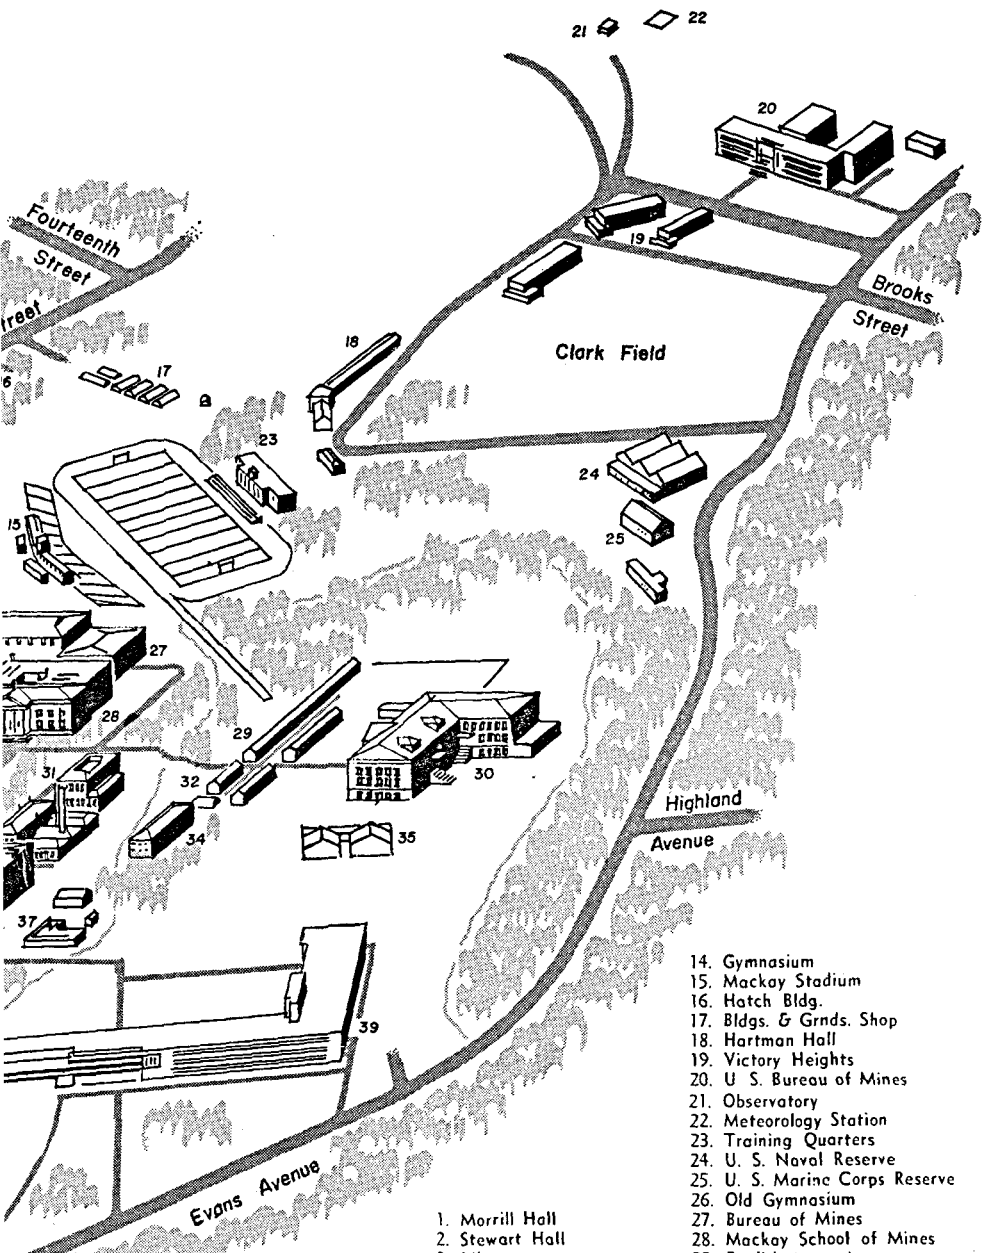 21
22
20
Fourteenth
Street
treet
19
Brooks
Street
18
Clark Field
17
16
23
24
15
25
27
28
29
30
31
32
34
35
Highland
Avenue
37
39
Evans Avenue
14. Gymnasium
15. Mackay Stadium
16. Hatch Bldg.
17. Bldgs. & Grnds. Shop
18. Hartman Hall
19. Victory Heights
20. U S. Bureau of Mines
21. Observatory
22. Meteorology Station
23. Training Quarters
24. U. S. Naval Reserve
25. U. S. Marine Corps Reserve
26. Old Gymnasium
27. Bureau of Mines
28. Mackay School of Mines
1. Morrill Hall
2. Stewart Hall